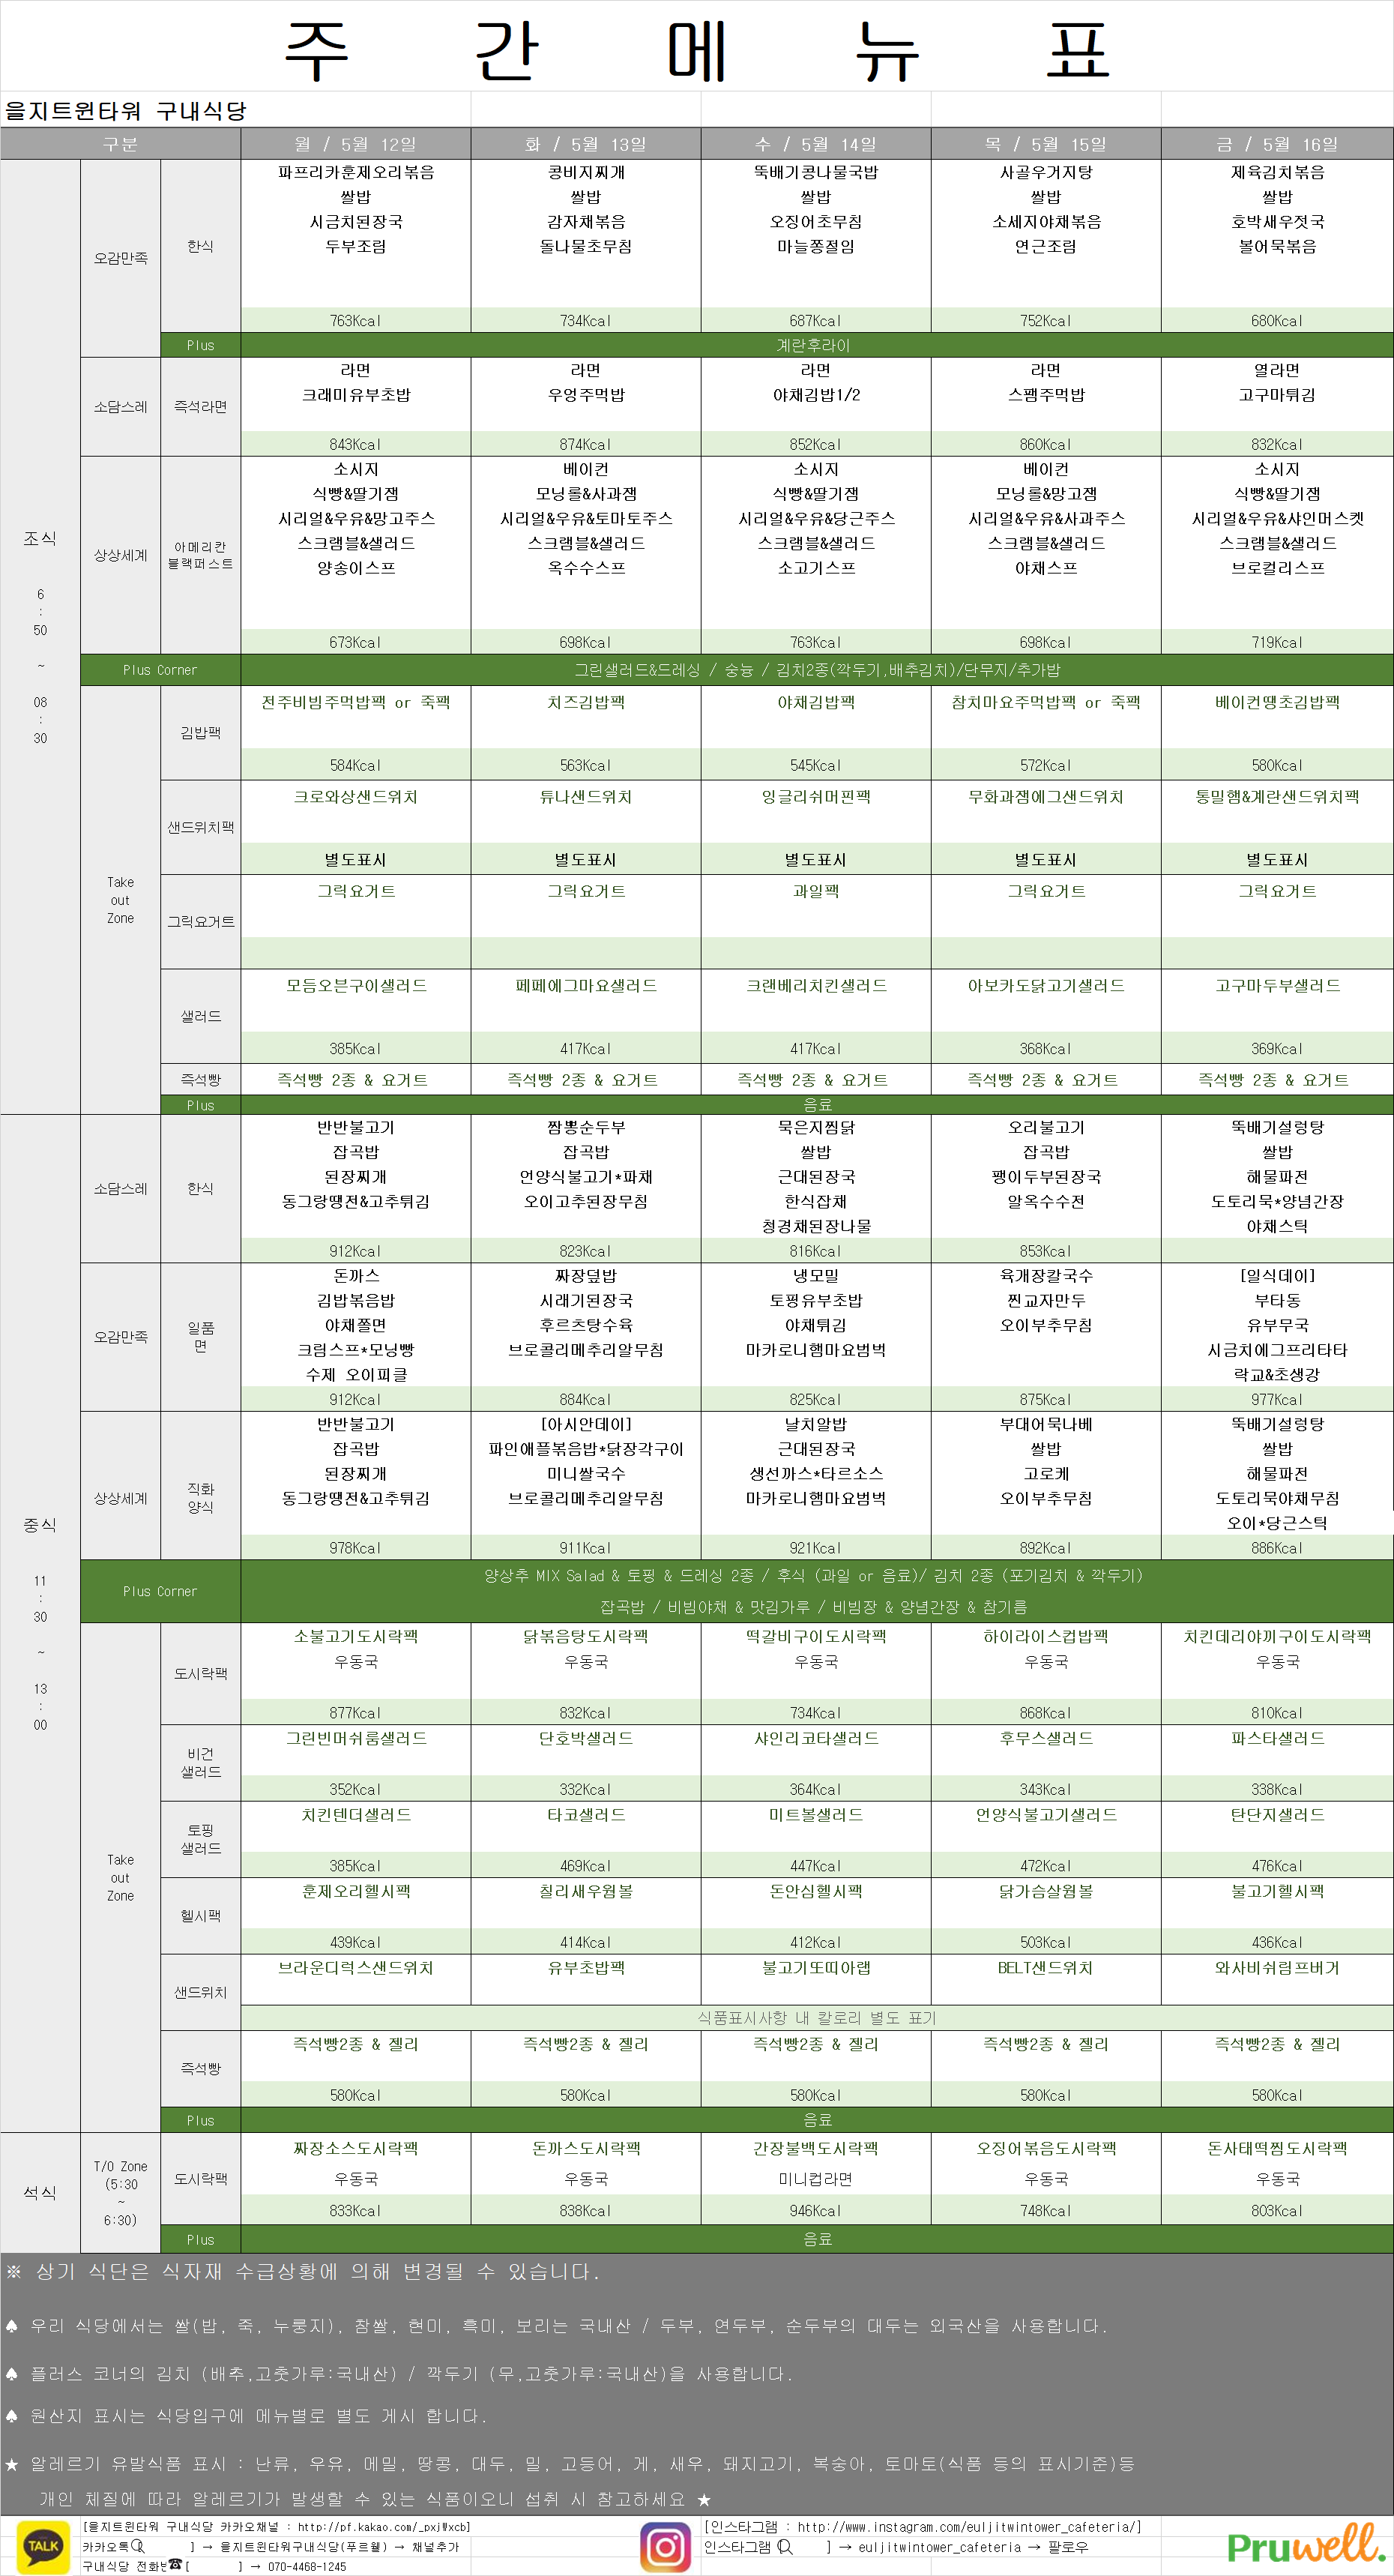 주 간 메 뉴 표
을지트윈타워 구내식당
구분 월 / 5월 12일 화 / 5월 13일 수 / 5월 14일 목 / 5월 15일 금 / 5월 16일
조식
6
:
50
~
08
:
30
오감만족 한식
파프리카훈제오리볶음 콩비지찌개 뚝배기콩나물국밥 사골우거지탕 제육김치볶음
쌀밥 쌀밥 쌀밥 쌀밥 쌀밥
시금치된장국 감자채볶음 오징어초무침 소세지야채볶음 호박새우젓국
두부조림 돌나물초무침 마늘쫑절임 연근조림 볼어묵볶음
763Kcal 734Kcal 687Kcal 752Kcal 680Kcal
Plus 계란후라이
소담스레 즉석라면
라면 라면 라면 라면 열라면
크래미유부초밥 우엉주먹밥 야채김밥1/2 스팸주먹밥 고구마튀김
843Kcal 874Kcal 852Kcal 860Kcal 832Kcal
상상세계 아메리칸
블랙퍼스트
소시지 베이컨 소시지 베이컨 소시지
식빵&딸기잼 모닝롤&사과잼 식빵&딸기잼 모닝롤&망고잼 식빵&딸기잼
시리얼&우유&망고주스 시리얼&우유&토마토주스 시리얼&우유&당근주스 시리얼&우유&사과주스 시리얼&우유&샤인머스켓
스크램블&샐러드 스크램블&샐러드 스크램블&샐러드 스크램블&샐러드 스크램블&샐러드
양송이스프 옥수수스프 소고기스프 야채스프 브로컬리스프
673Kcal 698Kcal 763Kcal 698Kcal 719Kcal
Plus Corner 그린샐러드&드레싱 / 숭늉 / 김치2종(깍두기,배추김치)/단무지/추가밥
Take
out
Zone
김밥팩
전주비빔주먹밥팩 or 죽팩 치즈김밥팩 야채김밥팩 참치마요주먹밥팩 or 죽팩 베이컨땡초김밥팩
584Kcal 563Kcal 545Kcal 572Kcal 580Kcal
샌드위치팩
크로와상샌드위치 튜나샌드위치 잉글리쉬머핀팩 무화과잼에그샌드위치 통밀햄&계란샌드위치팩
별도표시 별도표시 별도표시 별도표시 별도표시
그릭요거트
그릭요거트 그릭요거트 과일팩 그릭요거트 그릭요거트
샐러드
모듬오븐구이샐러드 페페에그마요샐러드 크랜베리치킨샐러드 아보카도닭고기샐러드 고구마두부샐러드
385Kcal 417Kcal 417Kcal 368Kcal 369Kcal
즉석빵 즉석빵 2종 & 요거트 즉석빵 2종 & 요거트 즉석빵 2종 & 요거트 즉석빵 2종 & 요거트 즉석빵 2종 & 요거트
Plus 음료
중식
11
:
30
~
13
:
00
소담스레 한식
반반불고기 짬뽕순두부 묵은지찜닭 오리불고기 뚝배기설렁탕
잡곡밥 잡곡밥 쌀밥 잡곡밥 쌀밥
된장찌개 언양식불고기*파채 근대된장국 팽이두부된장국 해물파전
동그랑땡전&고추튀김 오이고추된장무침 한식잡채 알옥수수전 도토리묵*양념간장
청경채된장나물 야채스틱
912Kcal 823Kcal 816Kcal 853Kcal
오감만족 일품
면
돈까스 짜장덮밥 냉모밀 육개장칼국수 [일식데이]
김밥볶음밥 시래기된장국 토핑유부초밥 찐교자만두 부타동
야채쫄면 후르츠탕수육 야채튀김 오이부추무침 유부무국
크림스프*모닝빵 브로콜리메추리알무침 마카로니햄마요범벅 시금치에그프리타타
수제 오이피클 락교&초생강
912Kcal 884Kcal 825Kcal 875Kcal 977Kcal
상상세계 직화
양식
반반불고기 [아시안데이] 날치알밥 부대어묵나베 뚝배기설렁탕
잡곡밥 파인애플볶음밥*닭장각구이 근대된장국 쌀밥 쌀밥
된장찌개 미니쌀국수 생선까스*타르소스 고로케 해물파전
동그랑땡전&고추튀김 브로콜리메추리알무침 마카로니햄마요범벅 오이부추무침 도토리묵야채무침
오이*당근스틱
978Kcal 911Kcal 921Kcal 892Kcal 886Kcal
Plus Corner 양상추 MIX Salad & 토핑 & 드레싱 2종 / 후식 (과일 or 음료)/ 김치 2종 (포기김치 & 깍두기)
잡곡밥 / 비빔야채 & 맛김가루 / 비빔장 & 양념간장 & 참기름
Take
out
Zone
도시락팩
소불고기도시락팩 닭볶음탕도시락팩 떡갈비구이도시락팩 하이라이스컵밥팩 치킨데리야끼구이도시락팩
우동국 우동국 우동국 우동국 우동국
877Kcal 832Kcal 734Kcal 868Kcal 810Kcal
비건
샐러드
그린빈머쉬룸샐러드 단호박샐러드 샤인리코타샐러드 후무스샐러드 파스타샐러드
352Kcal 332Kcal 364Kcal 343Kcal 338Kcal
토핑
샐러드
치킨텐더샐러드 타코샐러드 미트볼샐러드 언양식불고기샐러드 탄단지샐러드
385Kcal 469Kcal 447Kcal 472Kcal 476Kcal
헬시팩
훈제오리헬시팩 칠리새우웜볼 돈안심헬시팩 닭가슴살웜볼 불고기헬시팩
439Kcal 414Kcal 412Kcal 503Kcal 436Kcal
샌드위치
브라운디럭스샌드위치 유부초밥팩 불고기또띠아랩 BELT샌드위치 와사비쉬림프버거
식품표시사항 내 칼로리 별도 표기
즉석빵
즉석빵2종 & 젤리 즉석빵2종 & 젤리 즉석빵2종 & 젤리 즉석빵2종 & 젤리 즉석빵2종 & 젤리
580Kcal 580Kcal 580Kcal 580Kcal 580Kcal
Plus 음료
석식
T/O Zone
(5:30
~
6:30)
도시락팩
짜장소스도시락팩 돈까스도시락팩 간장불백도시락팩 오징어볶음도시락팩 돈사태떡찜도시락팩
우동국 우동국 미니컵라면 우동국 우동국
833Kcal 838Kcal 946Kcal 748Kcal 803Kcal
Plus 음료
※ 상기 식단은 식자재 수급상황에 의해 변경될 수 있습니다.
♠ 우리 식당에서는 쌀(밥, 죽, 누룽지), 찹쌀, 현미, 흑미, 보리는 국내산 / 두부, 연두부, 순두부의 대두는 외국산을 사용합니다.
♠ 플러스 코너의 김치 (배추,고춧가루:국내산) / 깍두기 (무,고춧가루:국내산)을 사용합니다.
♠ 원산지 표시는 식당입구에 메뉴별로 별도 게시 합니다.
★ 알레르기 유발식품 표시 : 난류, 우유, 메밀, 땅콩, 대두, 밀, 고등어, 게, 새우, 돼지고기, 복숭아, 토마토(식품 등의 표시기준)등
개인 체질에 따라 알레르기가 발생할 수 있는 식품이오니 섭취 시 참고하세요 ★
TALK
[을지트윈타워 구내식당 카카오채널 : http://pf.kakao.com/_pxj₩xcb]
카카오톡[ ] → 을지트윈타워구내식당(푸르웰) → 채널추가
구내식당 전화번☎[ ] → 070-4468-1245
[인스타그램 : http://www.instagram.com/euljitwintower_cafeteria/]
인스타그램 [ ] → euljitwintower_cafeteria → 팔로우
Pruwell.